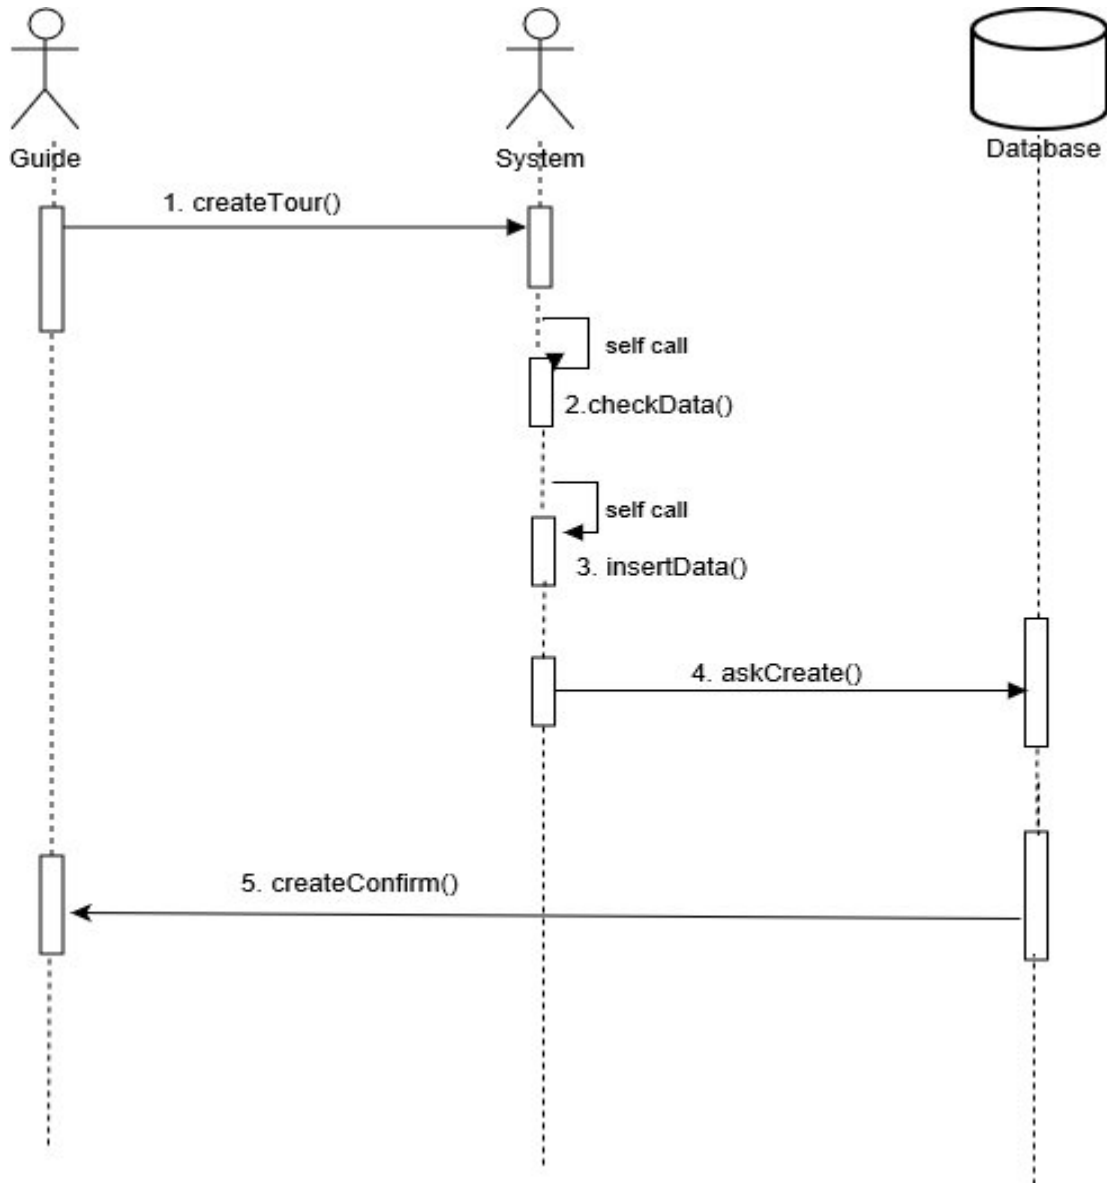 Guide
System
Database
1. createTour()
self call
2.checkData()
self call
3. insertData()
4. askCreate()
5. createConfirm()